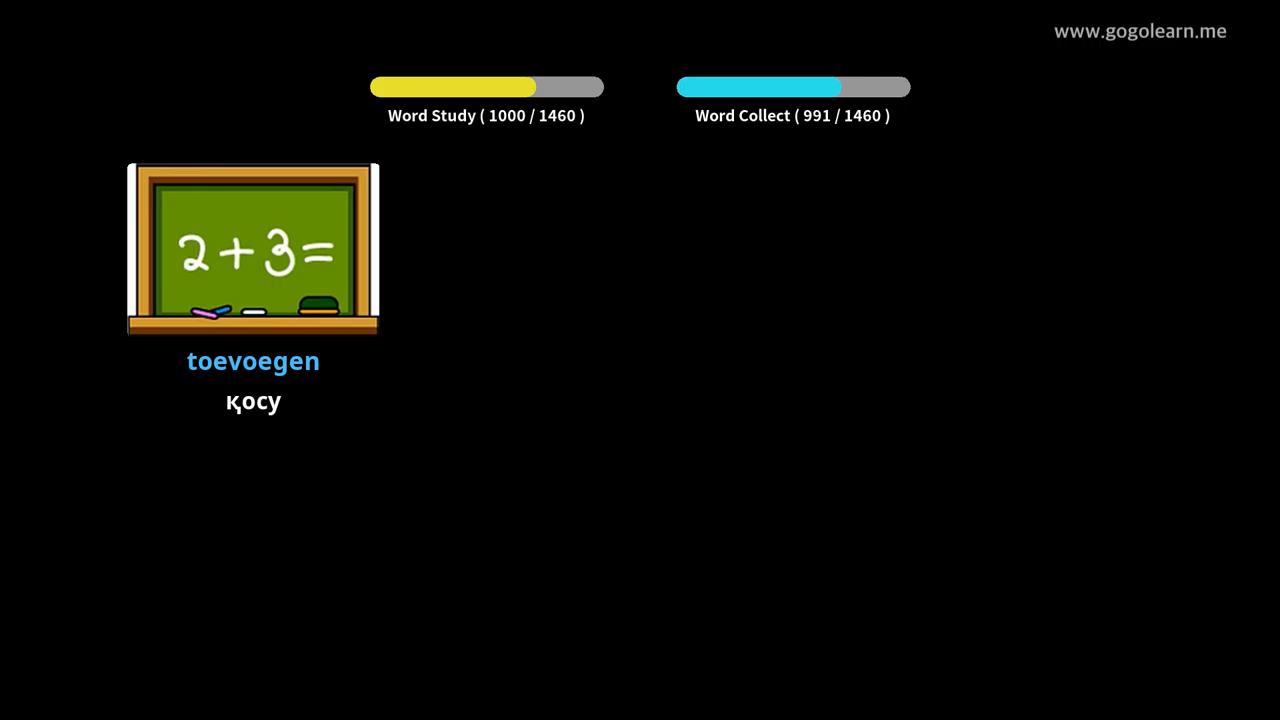 www.gogolearn.me
Word Study ( 1000 / 1460 )
Word Collect ( 991 / 1460 )
2+3=
toevoegen
қосу